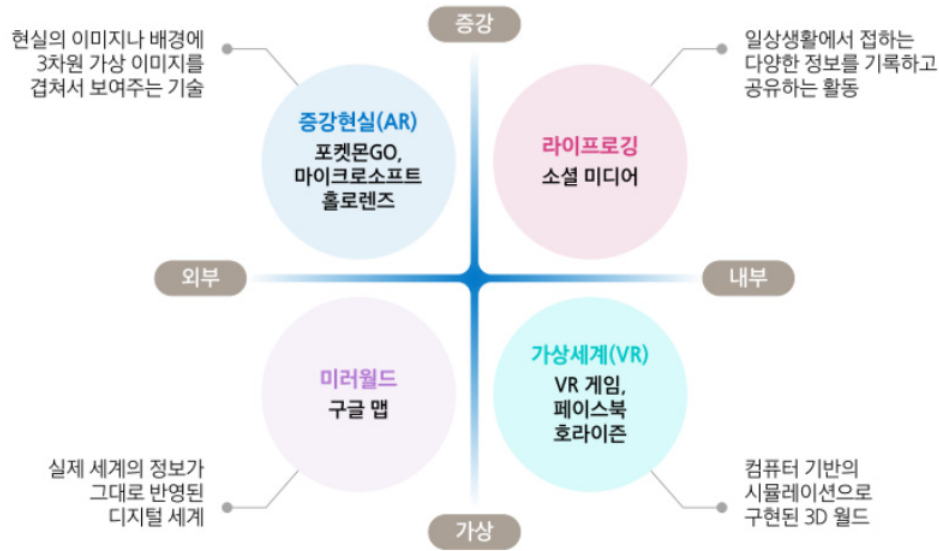 증강
현실의 이미지나 배경에
3차원 가상 이미지를
겹쳐서 보여주는 기술
일상생활에서 접하는
다양한 정보를 기록하고
공유하는 활동
증강현실(AR)
포켓몬GO,
마이크로소프트
홀로렌즈
라이프로깅
소셜 미디어
외부
내부
미러월드
구글 맵
가상세계(VR)
VR 게임,
페이스북
호라이즌
실제 세계의 정보가
그대로 반영된
디지털 세계
컴퓨터 기반의
시뮬레이션으로
구현된 3D 월드
가상